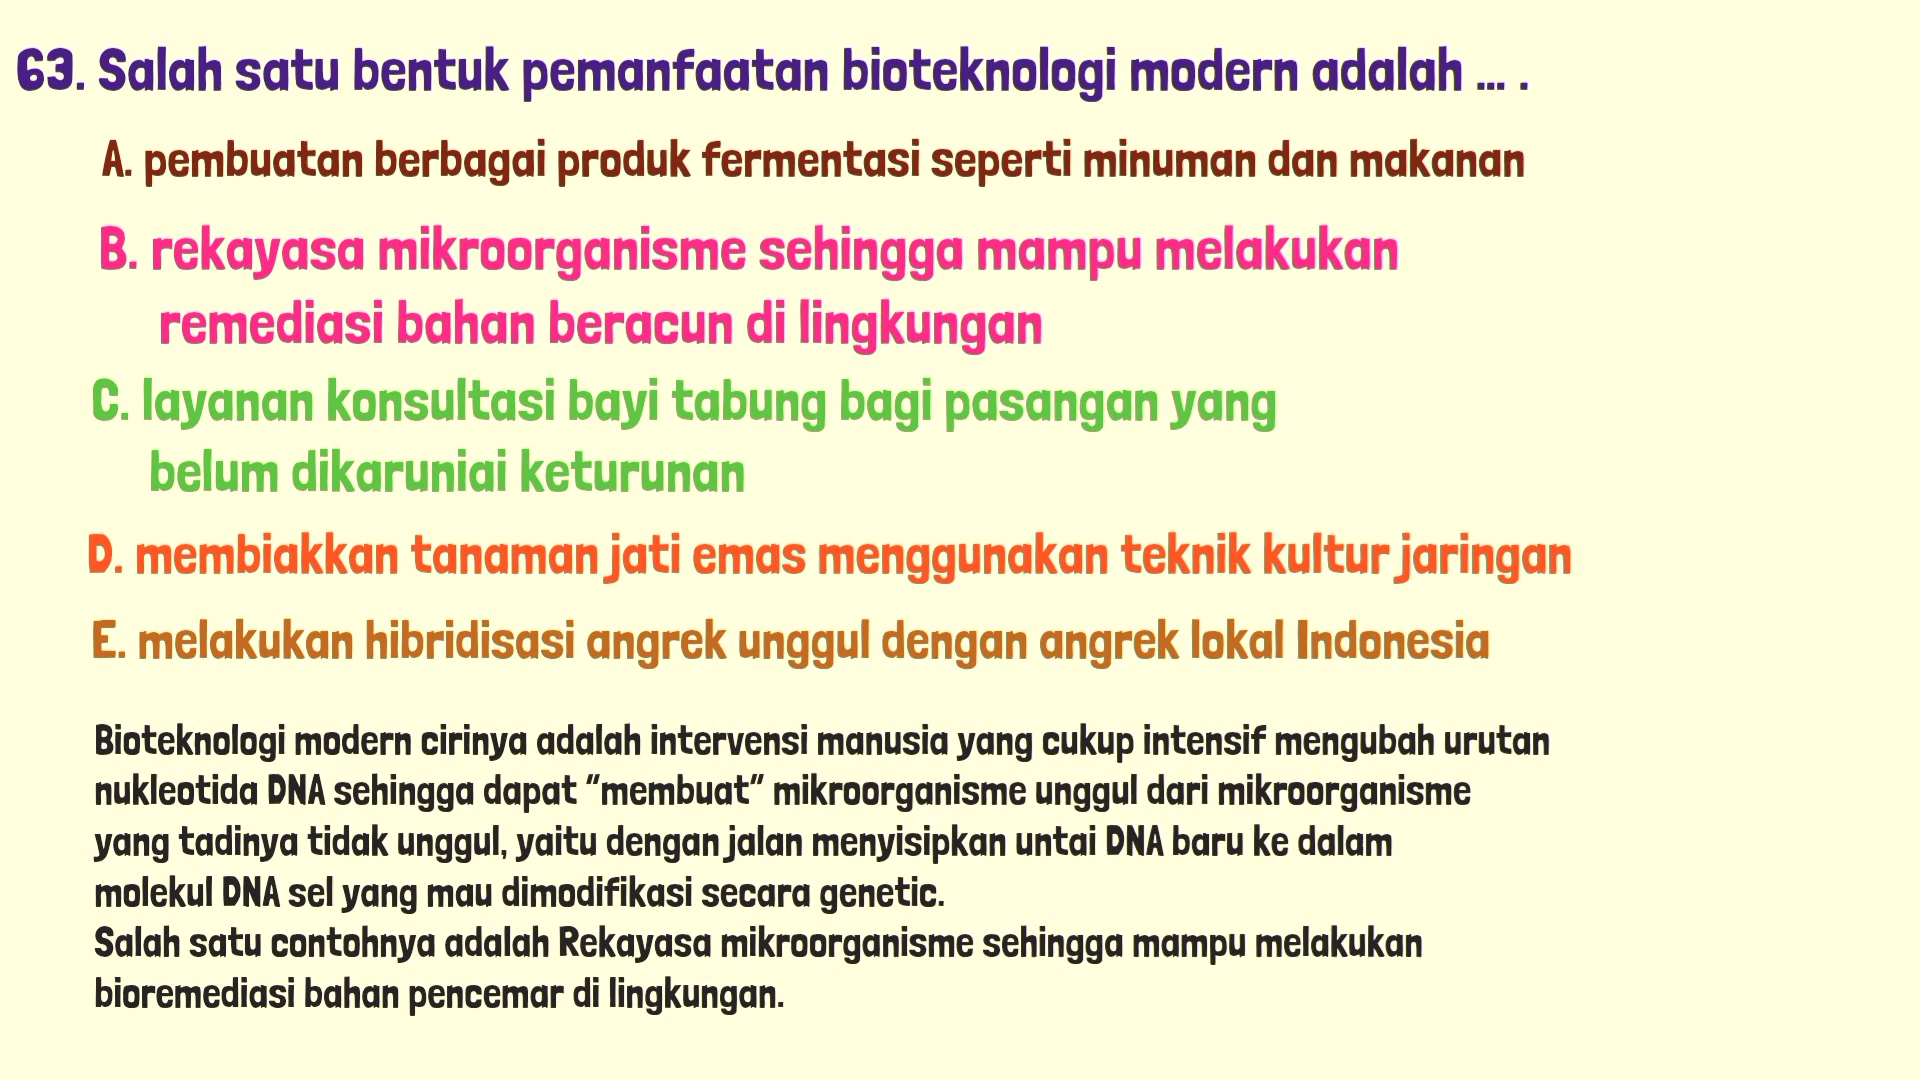 63. Salah satu bentuk pemanfaatan bioteknologi modern adalah ... .
A. pembuatan berbagai produk fermentasi seperti minuman dan makanan
B. rekayasa mikroorganisme sehingga mampu melakukan
remediasi bahan beracun di lingkungan
C. layanan konsultasi bayi tabung bagi pasangan yang
belum dikaruniai keturunan
D. membiakkan tanaman jati emas menggunakan teknik kultur jaringan
E. melakukan hibridisasi angrek unggul dengan angrek lokal Indonesia
Bioteknologi modern cirinya adalah intervensi manusia yang cukup intensif mengubah urutan
nukleotida DNA sehingga dapat “membuat” mikroorganisme unggul dari mikroorganisme
yang tadinya tidak unggul, yaitu dengan jalan menyisipkan untai DNA baru ke dalam
molekul DNA sel yang mau dimodifikasi secara genetic.
Salah satu contohnya adalah Rekayasa mikroorganisme sehingga mampu melakukan
bioremediasi bahan pencemar di lingkungan.